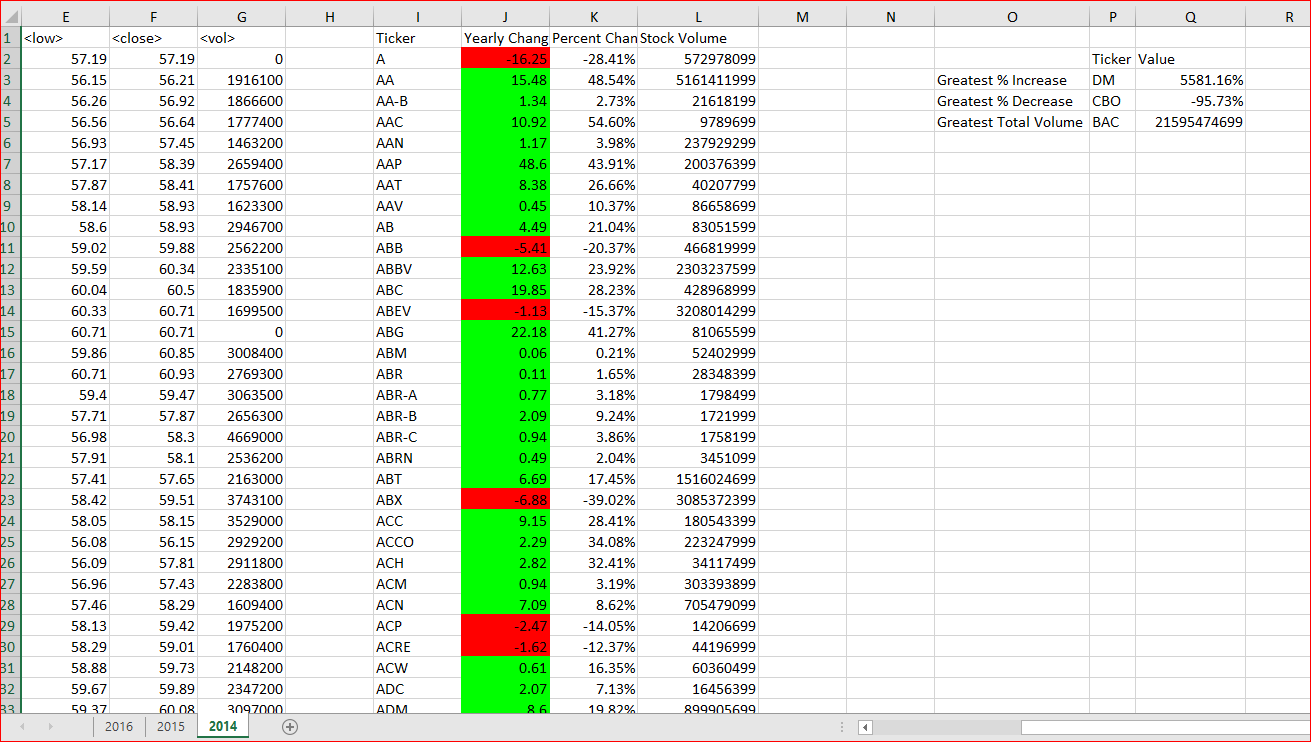 E F G H I J K L M N O P Q R
1 <low> <close> <vol> Ticker Yearly Chang Percent Chan Stock Volume
2 57.19 57.19 0 A -16.25 -28.41% 572978099 Ticker Value
3 56.15 56.21 1916100 AA 15.48 48.54% 5161411999 Greatest % Increase DM 5581.16%
4 56.26 56.92 1866600 AA-B 1.34 2.73% 21618199 Greatest % Decrease CBO -95.73%
5 56.56 56.64 1777400 AAC 10.92 54.60% 9789699 Greatest Total Volume BAC 21595474699
6 56.93 57.45 1463200 AAN 1.17 3.98% 237929299
7 57.17 58.39 2659400 AAP 48.6 43.91% 200376399
8 57.87 58.41 1757600 AAT 8.38 26.66% 40207799
9 58.14 58.93 1623300 AAV 0.45 10.37% 86658699
10 58.6 58.93 2946700 AB 4.49 21.04% 83051599
11 59.02 59.88 2562200 ABB -5.41 -20.37% 466819999
12 59.59 60.34 2335100 ABBV 12.63 23.92% 2303237599
13 60.04 60.5 1835900 ABC 19.85 28.23% 428968999
14 60.33 60.71 1699500 ABEV -1.13 -15.37% 3208014299
15 60.71 60.71 0 ABG 22.18 41.27% 81065599
16 59.86 60.85 3008400 ABM 0.06 0.21% 52402999
17 60.71 60.93 2769300 ABR 0.11 1.65% 28348399
18 59.4 59.47 3063500 ABR-A 0.77 3.18% 1798499
19 57.71 57.87 2656300 ABR-B 2.09 9.24% 1721999
20 56.98 58.3 4669000 ABR-C 0.94 3.86% 1758199
21 57.91 58.1 2536200 ABRN 0.49 2.04% 3451099
22 57.41 57.65 2163000 ABT 6.69 17.45% 1516024699
23 58.42 59.51 3743100 ABX -6.88 -39.02% 3085372399
24 58.05 58.15 3529000 ACC 9.15 28.41% 180543399
25 56.08 56.15 2929200 ACCO 2.29 34.08% 223247999
26 56.09 57.81 2911800 ACH 2.82 32.41% 34117499
27 56.96 57.43 2283800 ACM 0.94 3.19% 303393899
28 57.46 58.29 1609400 ACN 7.09 8.62% 705479099
29 58.13 59.42 1975200 ACP -2.47 -14.05% 14206699
30 58.29 59.01 1760400 ACRE -1.62 -12.37% 44196999
31 58.88 59.73 2148200 ACW 0.61 16.35% 60360499
32 59.67 59.89 2347200 ADC 2.07 7.13% 16456399
33 59.37 60.08 3097000 ADM 8.6 19.82% 899905699
2016 2015 2014